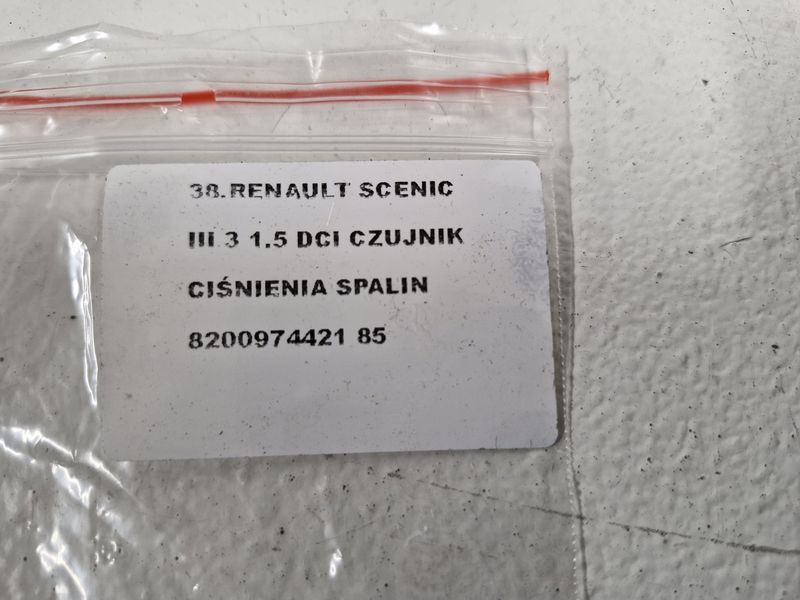 38.RENAULT SCENIC
III 3 1.5 DCI CZUJNIK
CIŚNIENIA SPALIN
8200974421 85